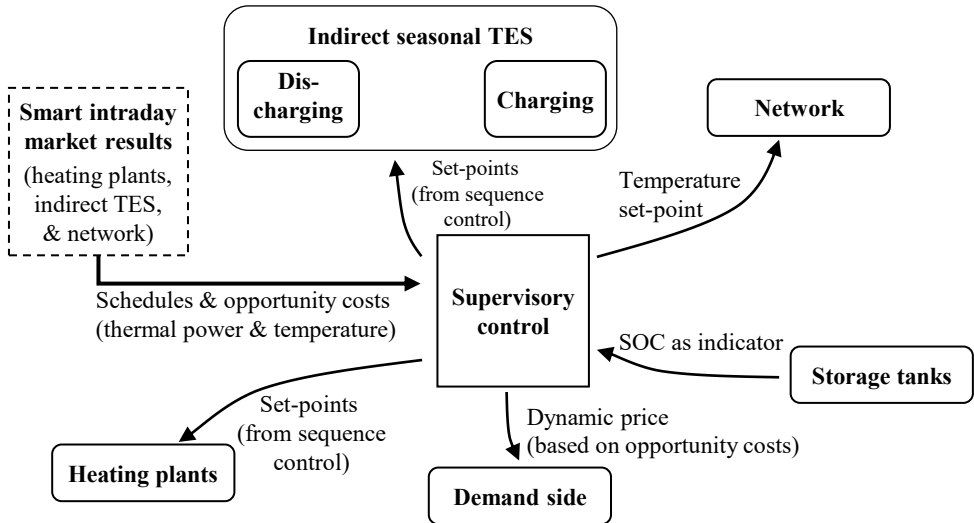 Indirect seasonal TES
Dis-
charging
Charging
Smart intraday
market results
(heating plants,
indirect TES,
& network)
Network
Set-points
(from sequence
control)
Temperature
set-point
Schedules & opportunity costs
(thermal power & temperature)
Supervisory
control
SOC as indicator
Storage tanks
Set-points
(from sequence
control)
Dynamic price
(based on opportunity costs)
Heating plants
Demand side